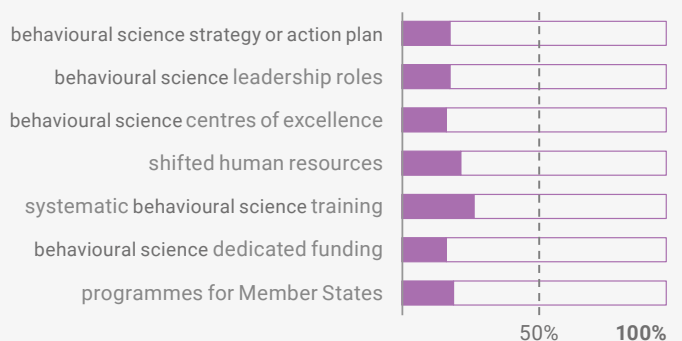 behavioural science strategy or action plan
behavioural science leadership roles
behavioural science centres of excellence
shifted human resources
systematic behavioural science training
behavioural science dedicated funding
programmes for Member States
50% 100%